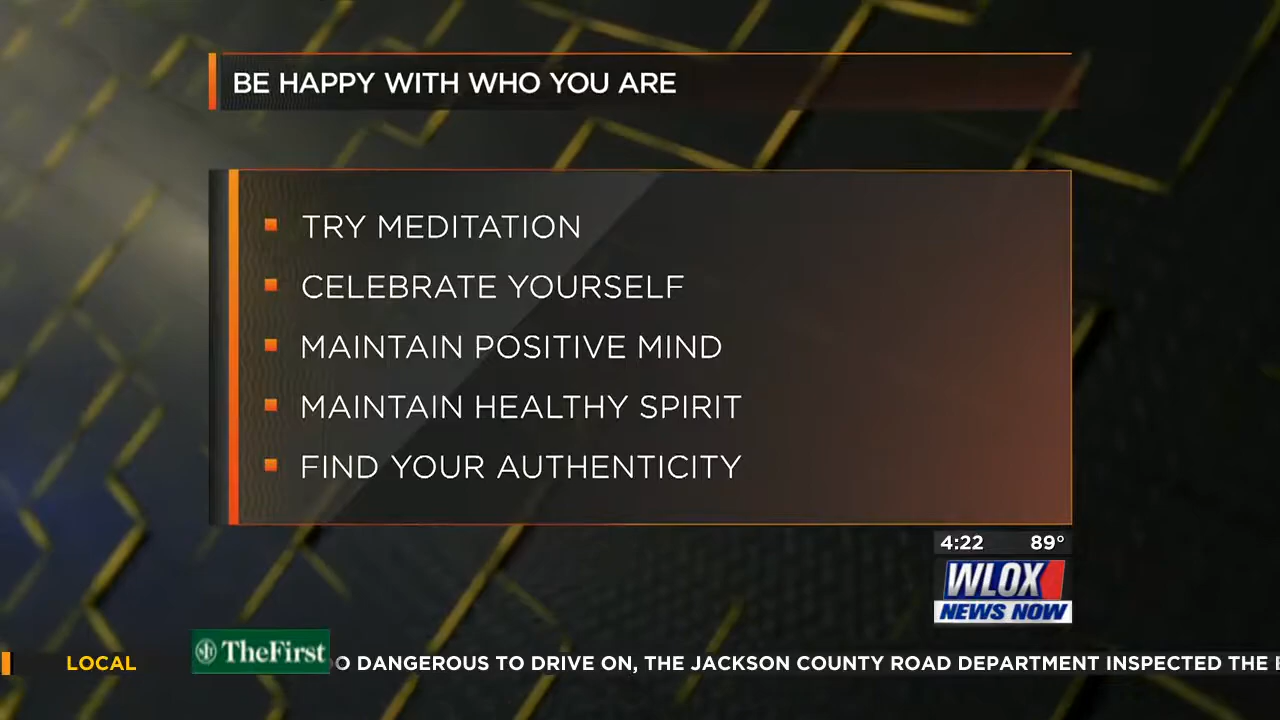 BE HAPPY WITH WHO YOU ARE
TRY MEDITATION
CELEBRATE YOURSELF
MAINTAIN POSITIVE MIND
MAINTAIN HEALTHY SPIRIT
FIND YOUR AUTHENTICITY
4:22 89°
WLOX
NEWS NOW
LOCAL TheFirst O DANGEROUS TO DRIVE ON, THE JACKSON COUNTY ROAD DEPARTMENT INSPECTED THE